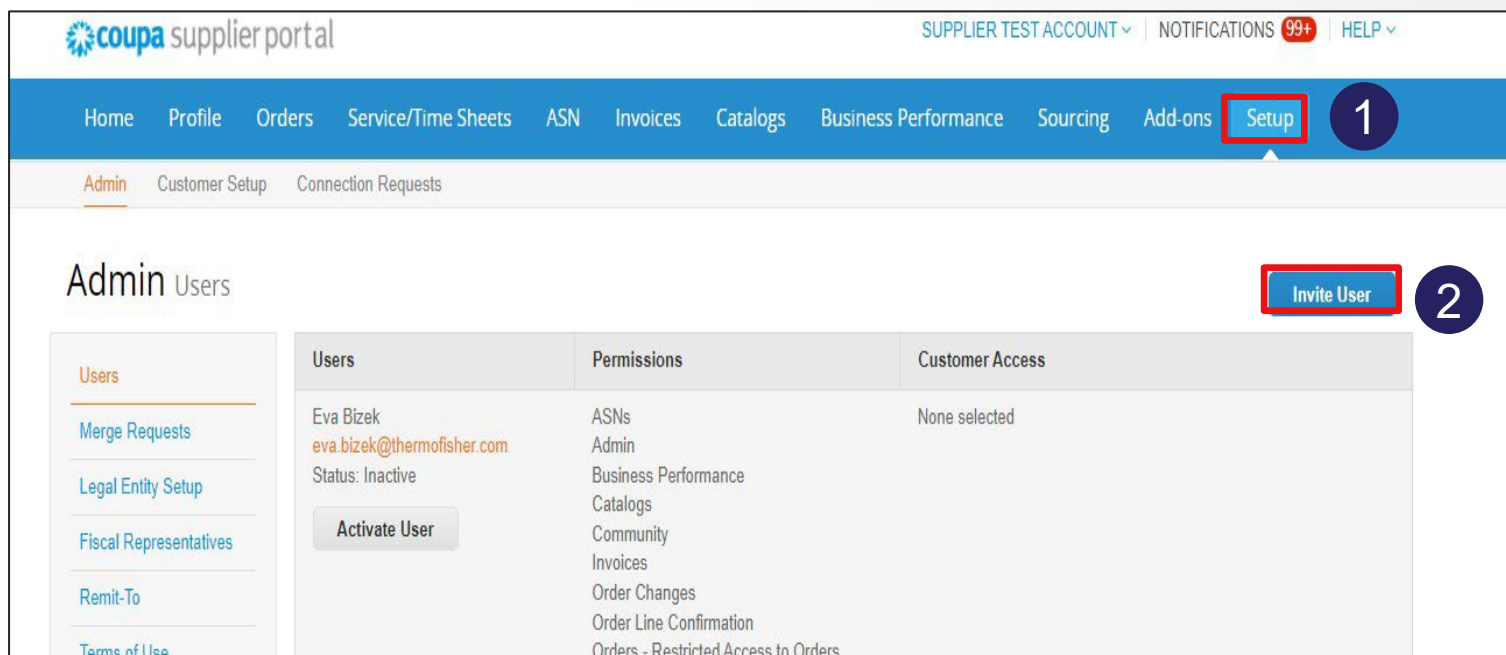 coupa supplier portal
SUPPLIER TEST ACCOUNT NOTIFICATIONS 99+ HELP
Home Profile Orders Service/Time Sheets ASN Invoices Catalogs Business Performance Sourcing Add-ons Setup 1
Admin Customer Setup Connection Requests
Admin Users
Invite User 2
Users
Merge Requests
Legal Entity Setup
Fiscal Representatives
Remit-To
Terms of Use
Users Permissions Customer Access
Eva Bizek
eva.bizek@thermofisher.com
Status: Inactive
Activate User
ASNs
Admin
Business Performance
Catalogs
Community
Invoices
Order Changes
Order Line Confirmation
Orders - Restricted Access to Orders
None selected